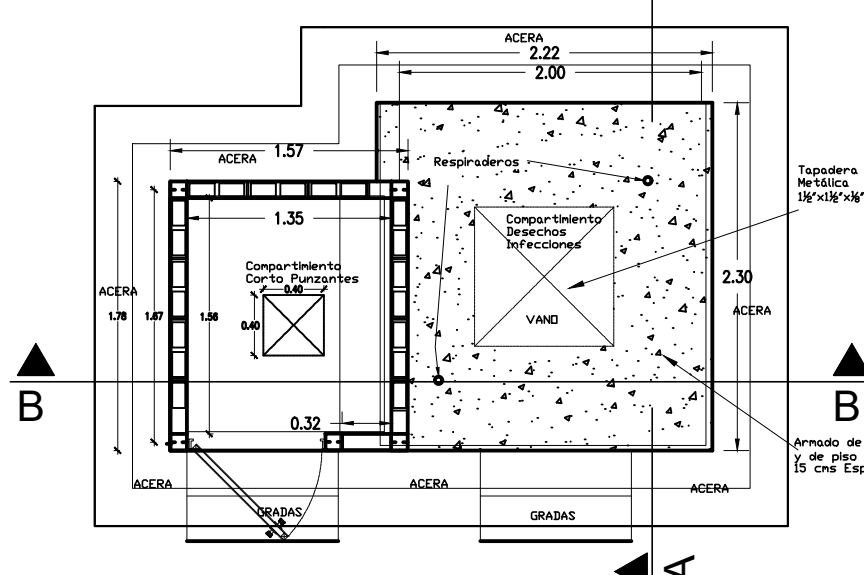 ACERA
2.22
2.00
1.57
ACERA
Respiraderos
Tapadera
Metálica
1½"x1½"x⅛"
1.35
Compartimiento
Desechos
Infecciones
Compartimiento
Corto Punzantes
0.40
2.30
ACERA
1.78
1.67
1.56
0.40
VANO
ACERA
B
B
0.32
Armado de
y de piso
15 cms Esp
ACERA
ACERA
ACERA
GRADAS
GRADAS
A